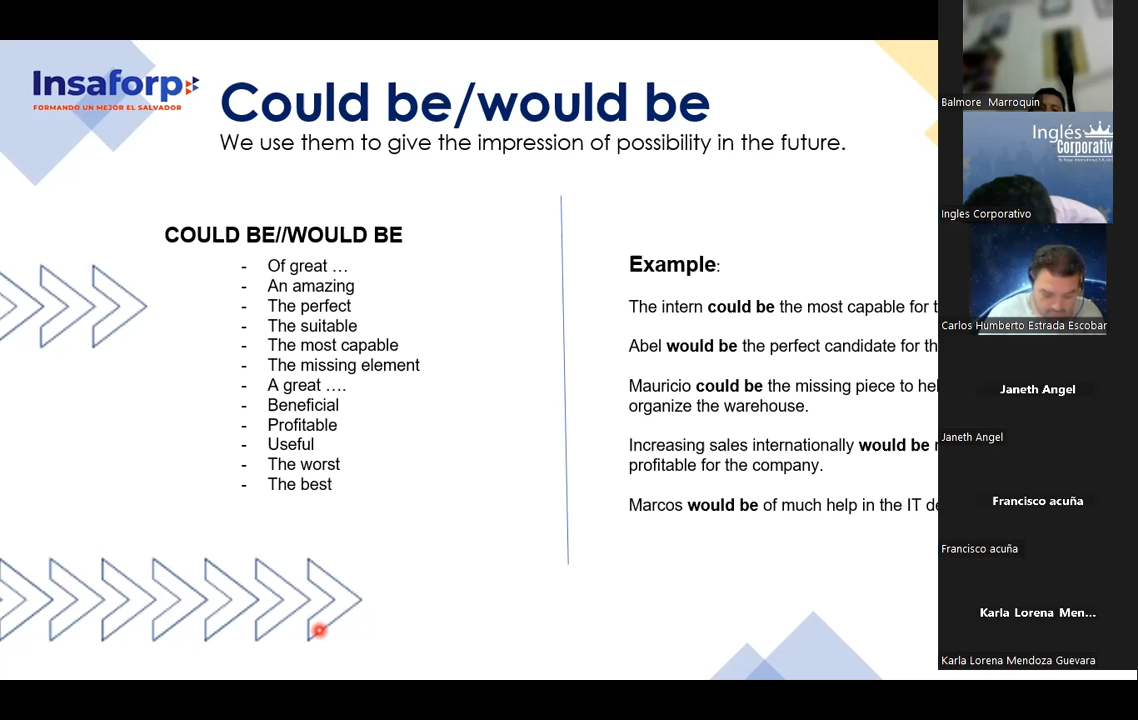 Insaforp
FORMANDO UN MEJOR EL SALVADOR
Could be/would be
We use them to give the impression of possibility in the future.
COULD BE//WOULD BE
- Of great …
- An amazing
- The perfect
- The suitable
- The most capable
- The missing element
- A great ….
- Beneficial
- Profitable
- Useful
- The worst
- The best
Example:
The intern could be the most capable for
Abel would be the perfect candidate for
Mauricio could be the missing piece to
organize the warehouse.
Increasing sales internationally would be
profitable for the company.
Marcos would be of much help in the IT
Balmore Marroquin
Inglés
Corporativ
Ingles Corporativo
Carlos Humberto Estrada Escobar
Janeth Angel
Janeth Angel
Francisco acuña
Francisco acuña
Karla Lorena Men...
Karla Lorena Mendoza Guevara